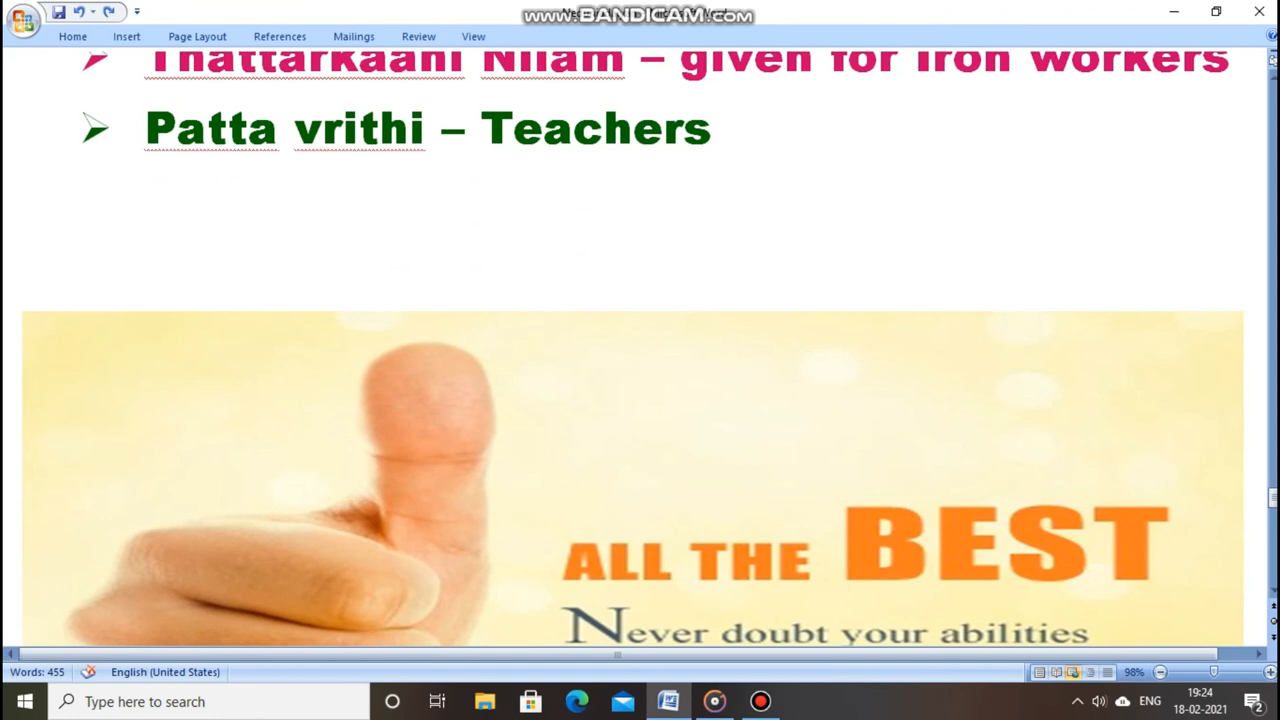 www.BANDICAM.com
Home Insert Page Layout References Mailings Review View
Thattarkaani Nilam – given for Iron workers
Patta vrithi – Teachers
ALL THE BEST
Never doubt your abilities
Words: 455 English (United States) 98%
Type here to search
ENG
19:24
18-02-2021
2